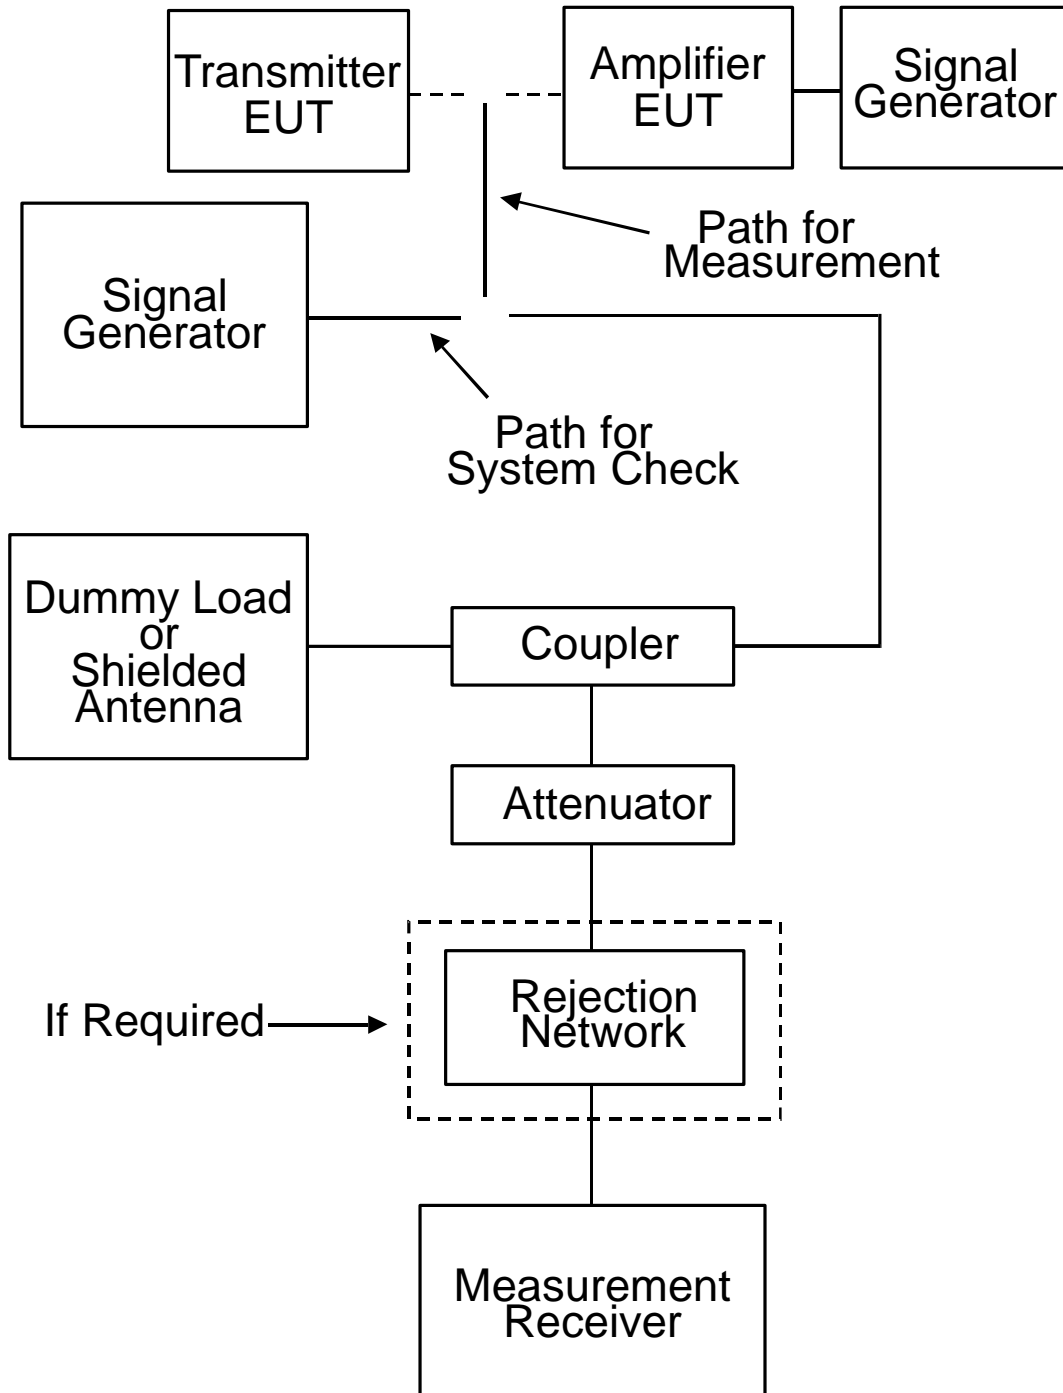 Transmitter
EUT
Amplifier
EUT
Signal
Generator
Path for
Measurement
Signal
Generator
Path for
System Check
Dummy Load
or
Shielded
Antenna
Coupler
Attenuator
If Required
Rejection
Network
Measurement
Receiver